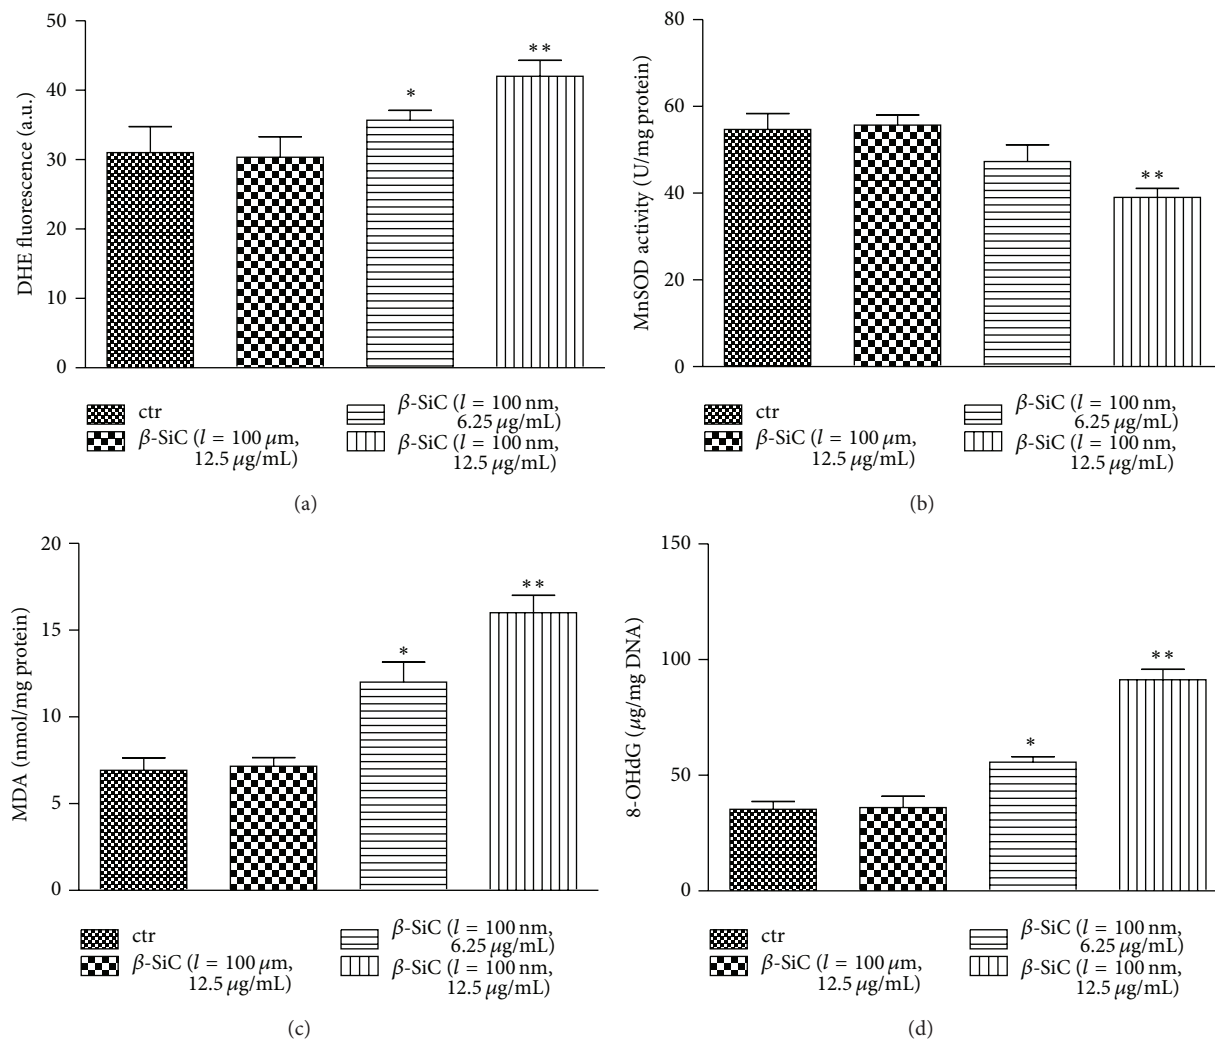 50
40
30
20
10
0
DHE fluorescence (a.u.)
*
**
ctr
β-SiC (l = 100 μm,
12.5 μg/mL)
β-SiC (l = 100 nm,
6.25 μg/mL)
β-SiC (l = 100 nm,
12.5 μg/mL)
(a)
80
60
40
20
0
MnSOD activity (U/mg protein)
**
ctr
β-SiC (l = 100 μm,
12.5 μg/mL)
β-SiC (l = 100 nm,
6.25 μg/mL)
β-SiC (l = 100 nm,
12.5 μg/mL)
(b)
20
15
10
5
0
MDA (nmol/mg protein)
*
**
ctr
β-SiC (l = 100 μm,
12.5 μg/mL)
β-SiC (l = 100 nm,
6.25 μg/mL)
β-SiC (l = 100 nm,
12.5 μg/mL)
(c)
150
100
50
0
8-OHdG (μg/mg DNA)
*
**
ctr
β-SiC (l = 100 μm,
12.5 μg/mL)
β-SiC (l = 100 nm,
6.25 μg/mL)
β-SiC (l = 100 nm,
12.5 μg/mL)
(d)